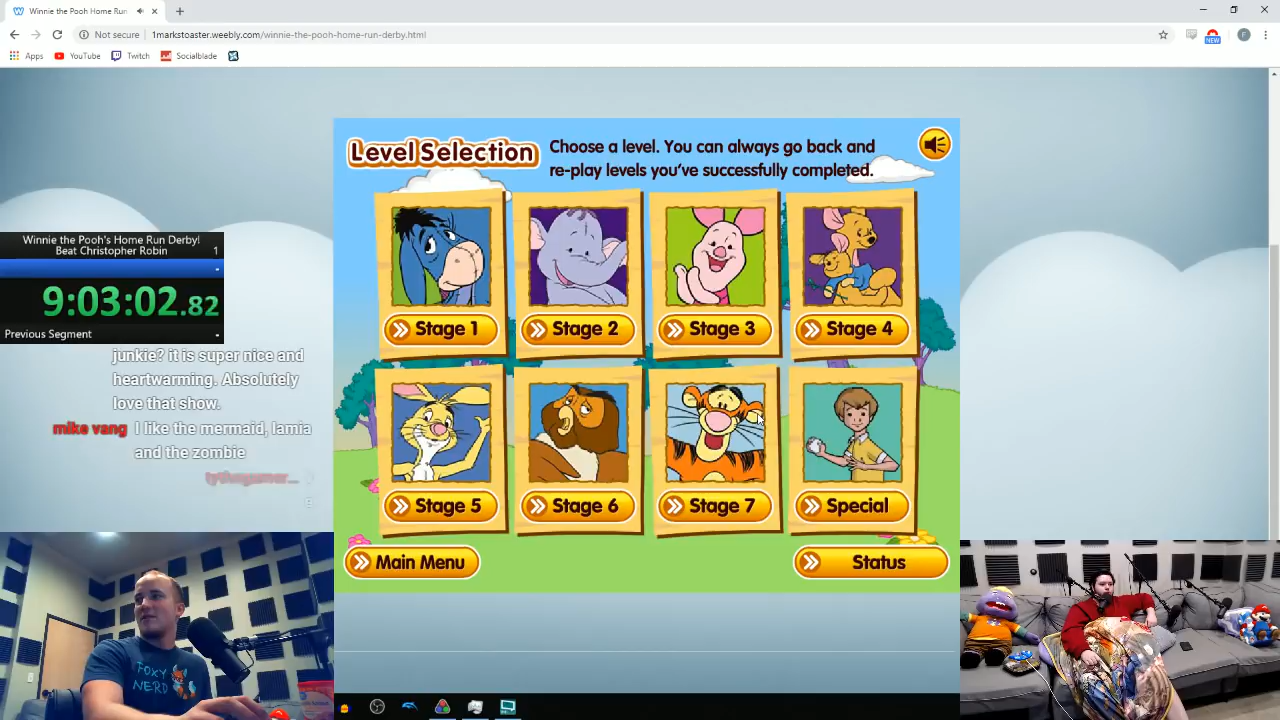 Winnie the Pooh Home Run
Not secure
1markstoaster.weebly.com/winnie-the-pooh-home-run-derby.html
NEW
F
Apps
YouTube
Twitch
Socialblade
Level Selection
Choose a level. You can always go back and
re-play levels you've successfully completed.
Stage 1
Stage 2
Stage 3
Stage 4
Stage 5
Stage 6
Stage 7
Special
Main Menu
Status
Winnie the Pooh's Home Run Derby!
Beat Christopher Robin 1
-
9:03:02.82
Previous Segment -
junkie? it is super nice and
heartwarming. Absolutely
love that show.
mike vang I like the mermaid, lamia
and the zombie
FOXY
NERD